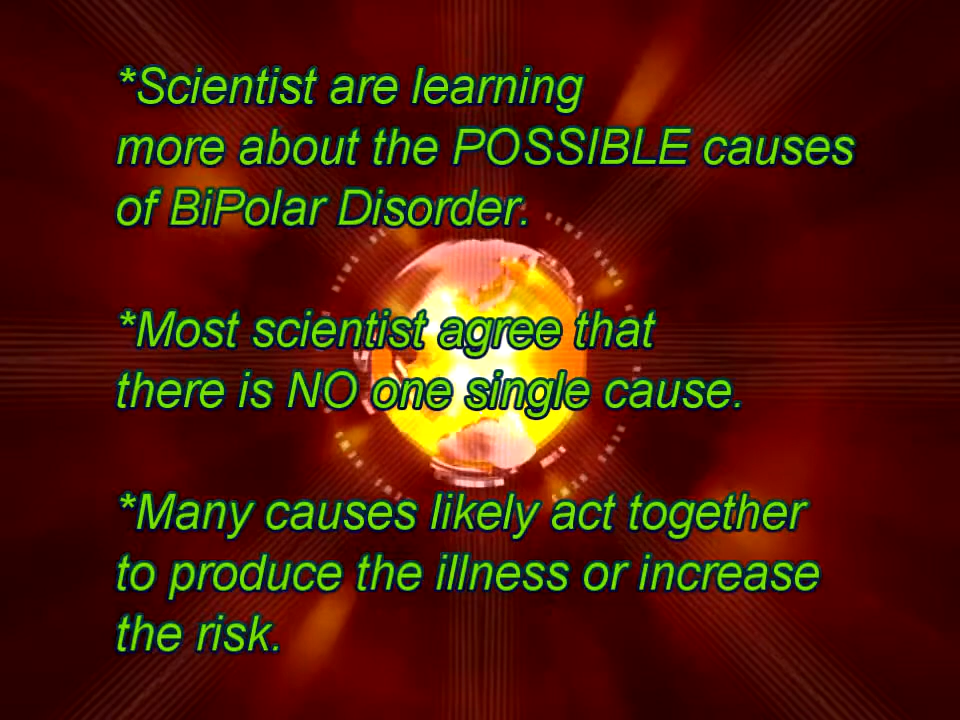 *Scientist are learning
more about the POSSIBLE causes
of BiPolar Disorder.
*Most scientist agree that
there is NO one single cause.
*Many causes likely act together
to produce the illness or increase
the risk.